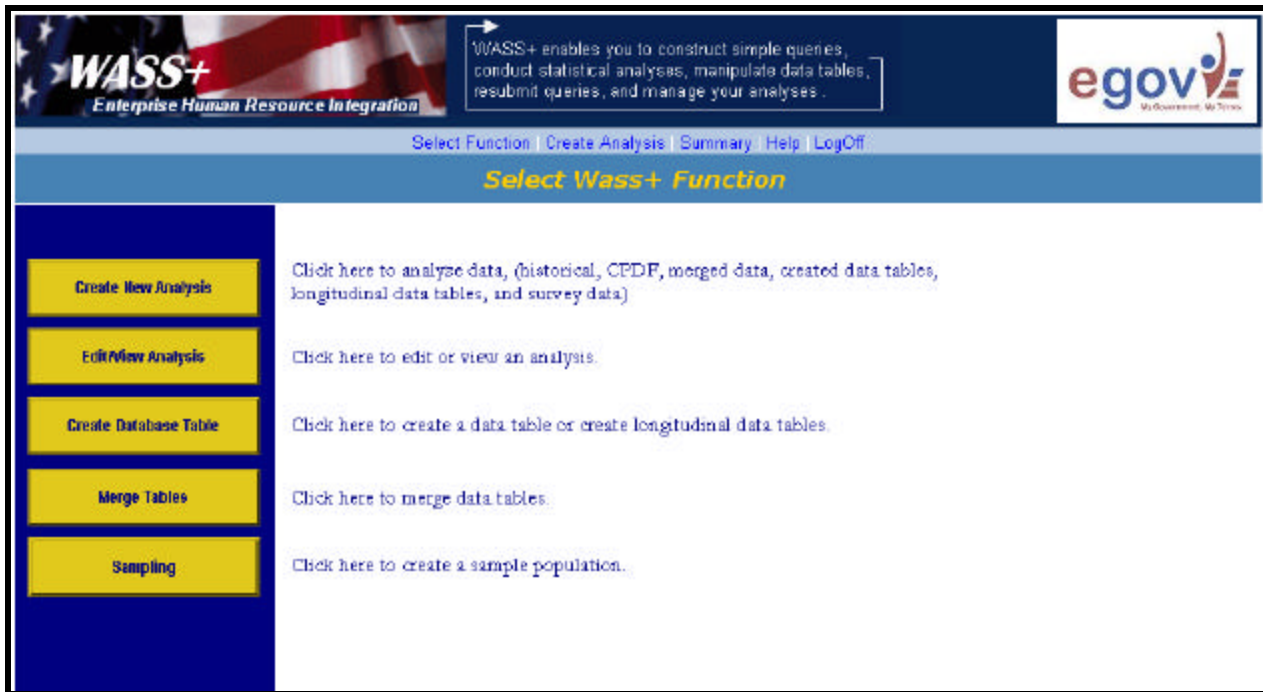 WASS+
Enterprise Human Resource Integration
WASS+ enables you to construct simple queries,
conduct statistical analyses, manipulate data tables,
resubmit queries, and manage your analyses .
egov
My Government. My Terms.
Select Function | Create Analysis | Summary | Help | LogOff
Select Wass+ Function
Create New Analysis
Click here to analyze data, (historical, CPDF, merged data, created data tables,
longitudinal data tables, and survey data)
Edit/View Analysis
Click here to edit or view an analysis.
Create Database Table
Click here to create a data table or create longitudinal data tables.
Merge Tables
Click here to merge data tables.
Sampling
Click here to create a sample population.